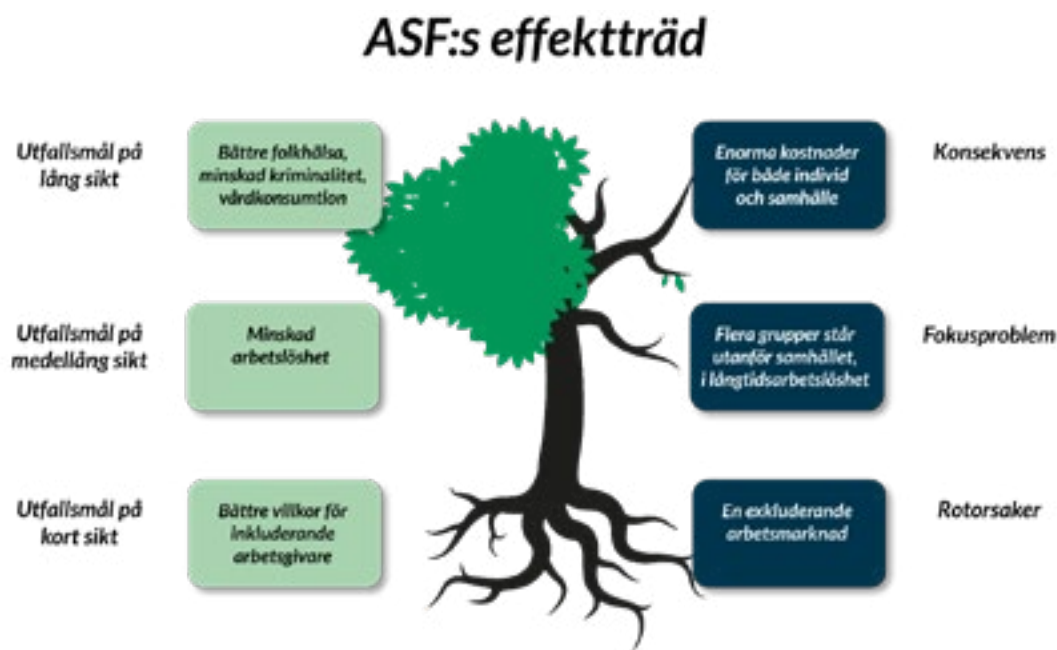 ASF:s effektträd
Utfallsmål på
lång sikt
Bättre folkhälsa,
minskad kriminalitet,
vårdkonsumtion
Enorma kostnader
för både individ
och samhälle
Konsekvens
Utfallsmål på
medellång sikt
Minskad
arbetslöshet
Flera grupper står
utanför samhället,
i långtidsarbetslöshet
Fokusproblem
Utfallsmål på
kort sikt
Bättre villkor för
inkluderande
arbetsgivare
En exkluderande
arbetsmarknad
Rotorsaker